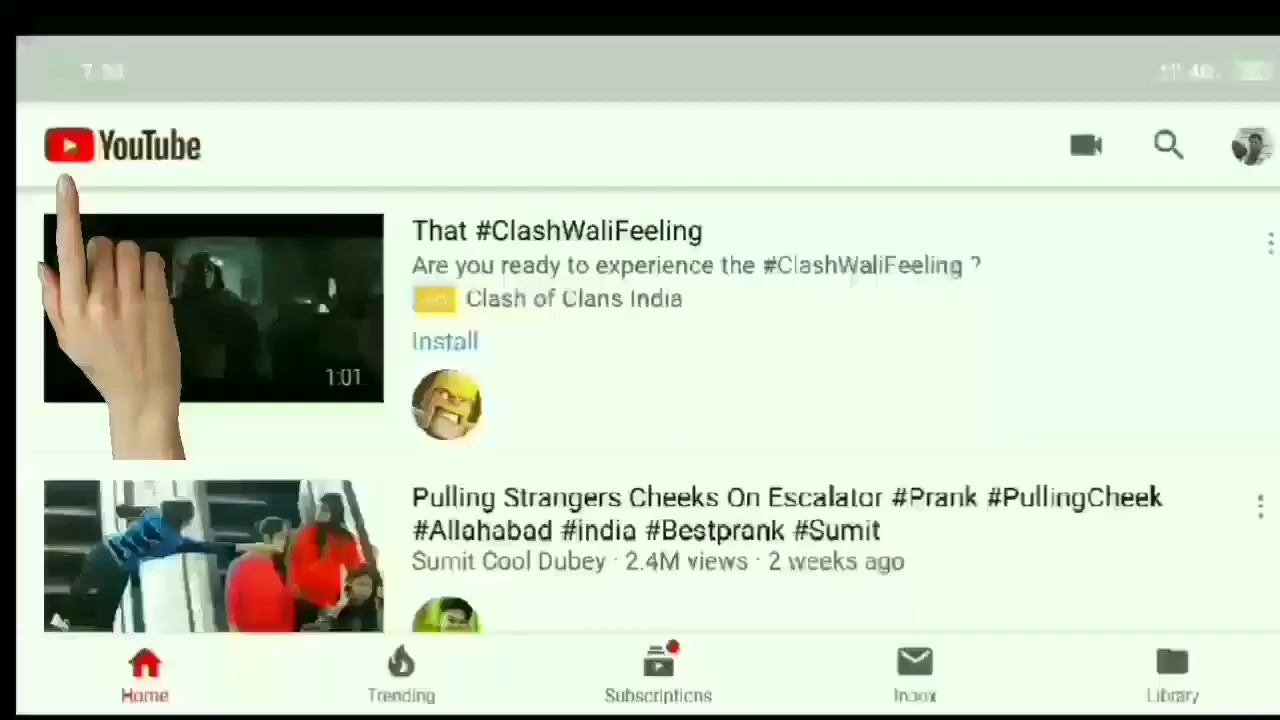 YouTube
That #ClashWaliFeeling
Are you ready to experience the #ClashWaliFeeling ?
Clash of Clans India
Install
1:01
Pulling Strangers Cheeks On Escalator #Prank #PullingCheek
#Allahabad #india #Bestprank #Sumit
Sumit Cool Dubey · 2.4M views · 2 weeks ago
Home
Trending
Subscriptions
Inbox
Library